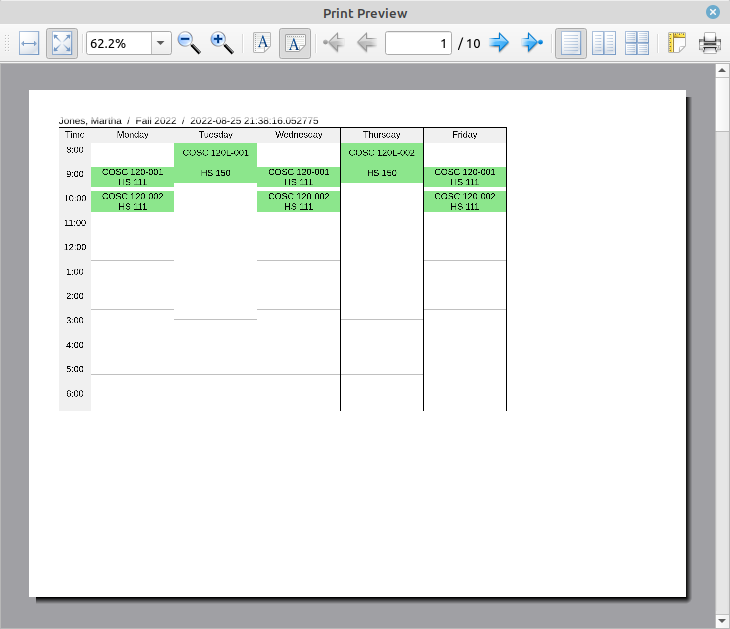 Print Preview
62.2%
1 / 10
Jones, Martha / Fall 2022 / 2022-08-25 21:38:16.052775
Time Monday Tuesday Wednesday Thursday Friday
8:00 COSC 120L-001 COSC 120L-002
9:00 COSC 120-001 HS 150 COSC 120-001 HS 150 COSC 120-001
HS 111 HS 111 HS 111
10:00 COSC 120-002 COSC 120-002 COSC 120-002
HS 111 HS 111 HS 111
11:00
12:00
1:00
2:00
3:00
4:00
5:00
6:00